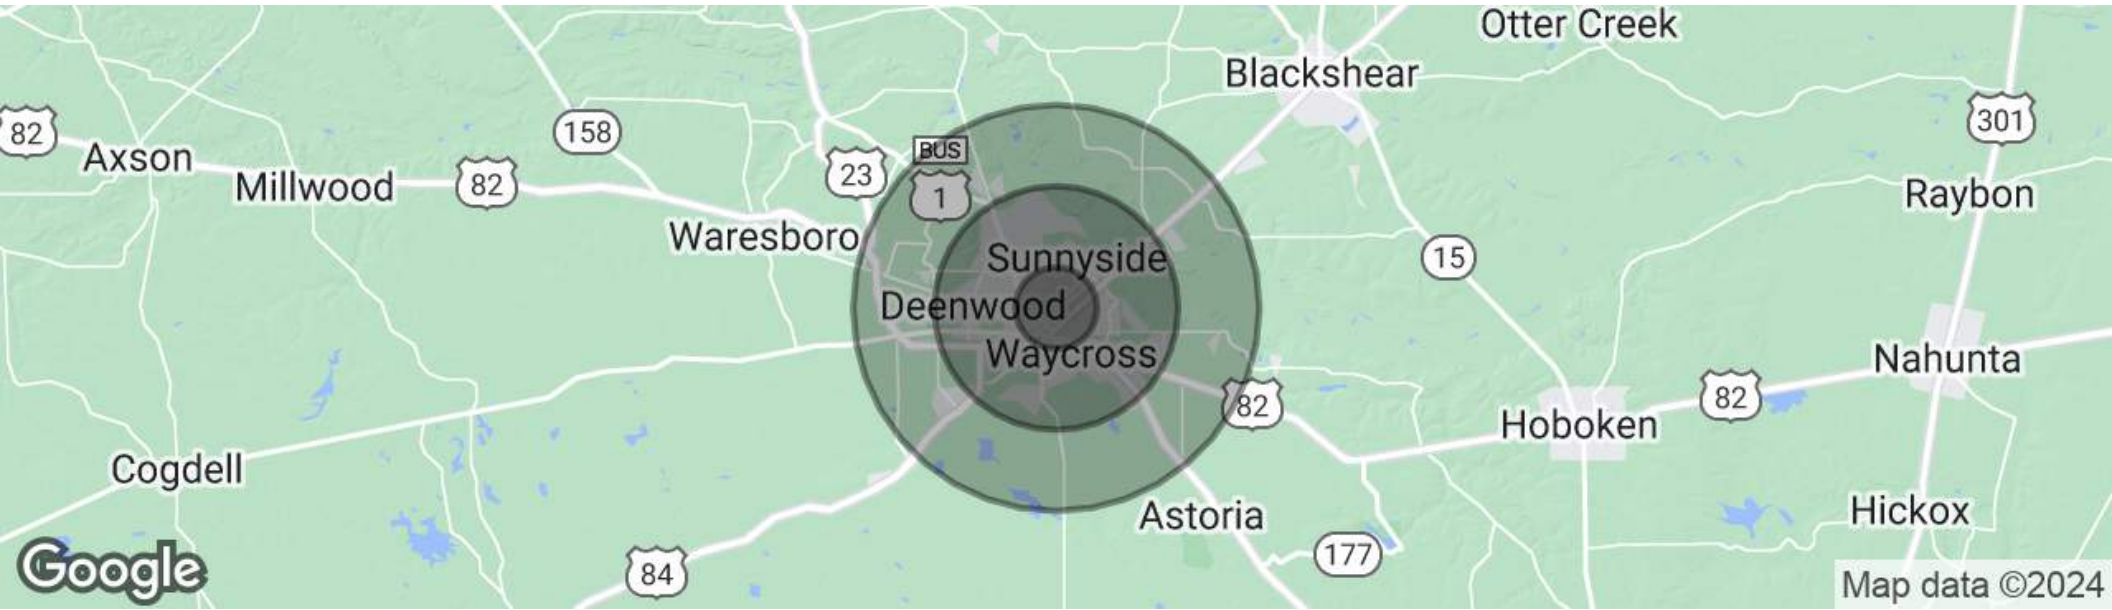 Otter Creek
Blackshear
82
158
301
Axson
BUS
23
82
1
Millwood
Raybon
Waresboro
Sunnyside
15
Deenwood
Waycross
Nahunta
82
82
Hoboken
Cogdell
Hickox
Astoria
177
84
Google
Map data ©2024